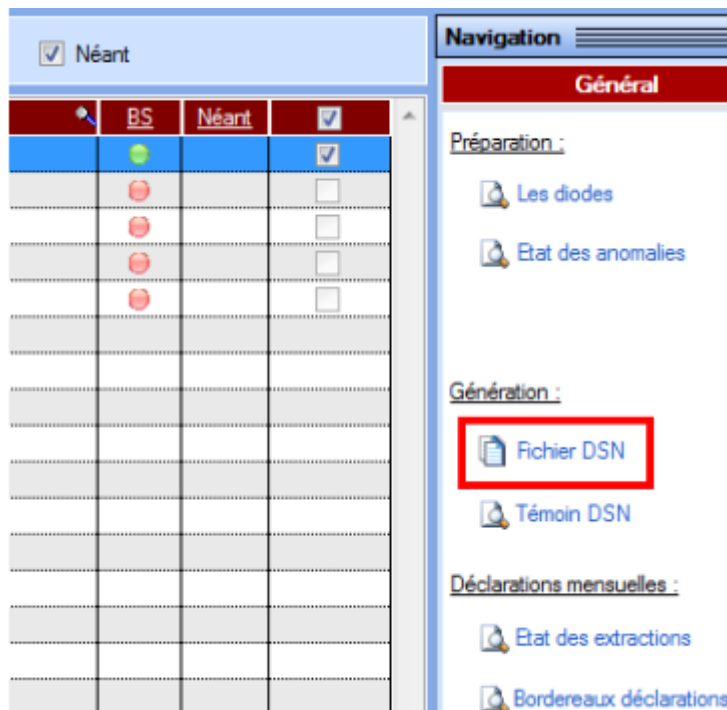 Néant
BS
Néant
Navigation
Général
Préparation :
Les diodes
Etat des anomalies
Génération :
Fichier DSN
Témoin DSN
Déclarations mensuelles :
Etat des extractions
Bordereaux déclarations